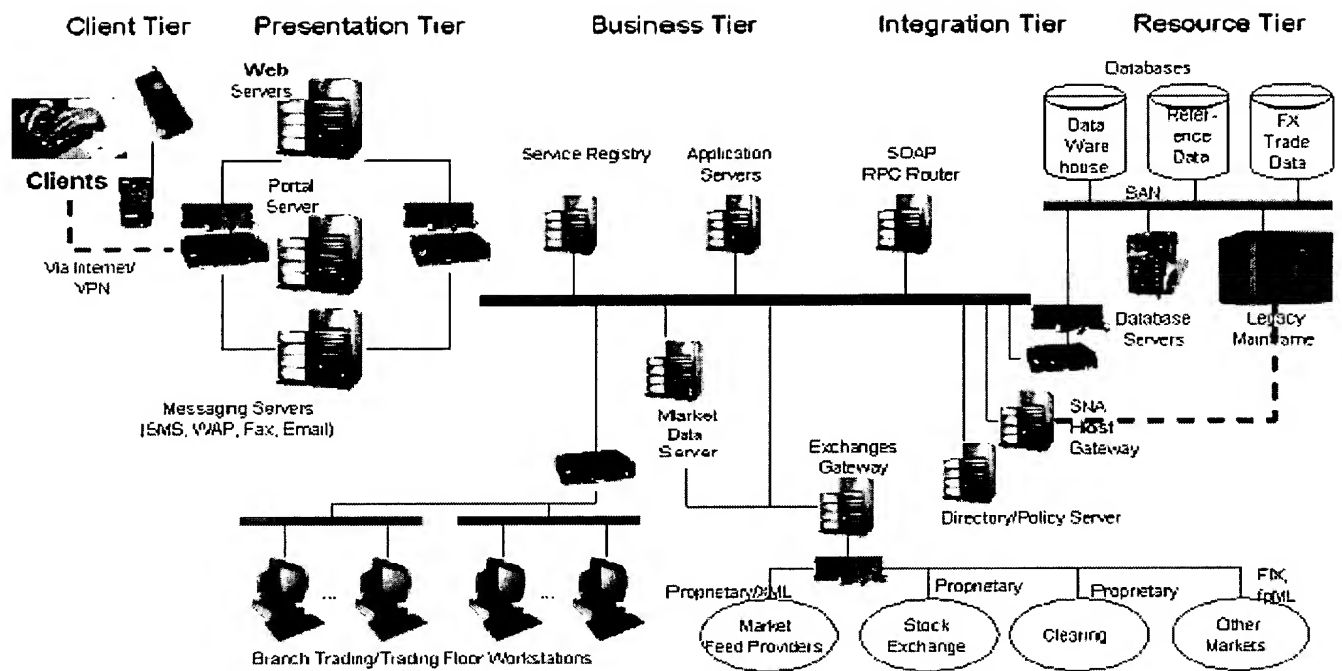 Client Tier
Presentation Tier
Business Tier
Integration Tier
Resource Tier
Web
Servers
Databases
Data
Ware
house
Refer-
ence
Data
FX
Trade
Data
Service Registry
Application
Servers
SOAP
RPC Router
Clients
Portal
Server
SAN
Via Internet/
VPN
Database
Servers
Legacy
Mainframe
Messaging Servers
(SMS, WAP, Fax, Email)
Market
Data
Server
SNA
Host
Gateway
Exchanges
Gateway
Directory/Policy Server
...
...
Proprietary/XML
Proprietary
Proprietary
FIX,
fpML
Market
Feed Providers
Stock
Exchange
Clearing
Other
Markets
Branch Trading/Trading Floor Workstations